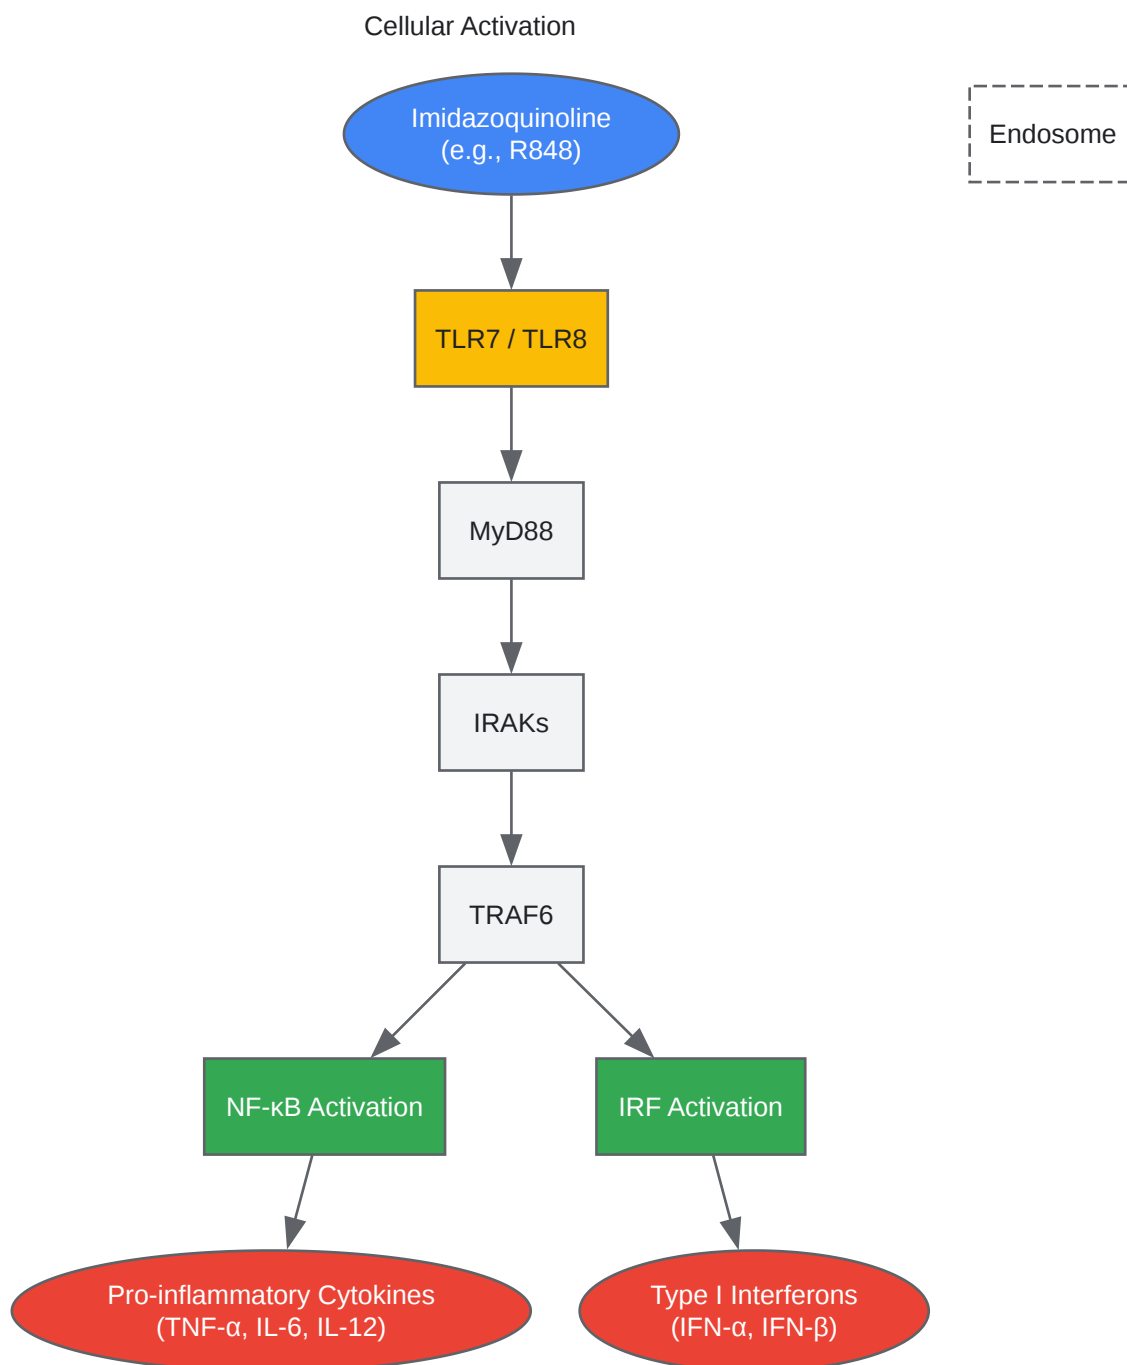 Cellular Activation
Imidazoquinoline
(e.g., R848)
Endosome
TLR7 / TLR8
MyD88
IRAKs
TRAF6
NF-κB Activation
IRF Activation
Pro-inflammatory Cytokines
(TNF-α, IL-6, IL-12)
Type I Interferons
(IFN-α, IFN-β)